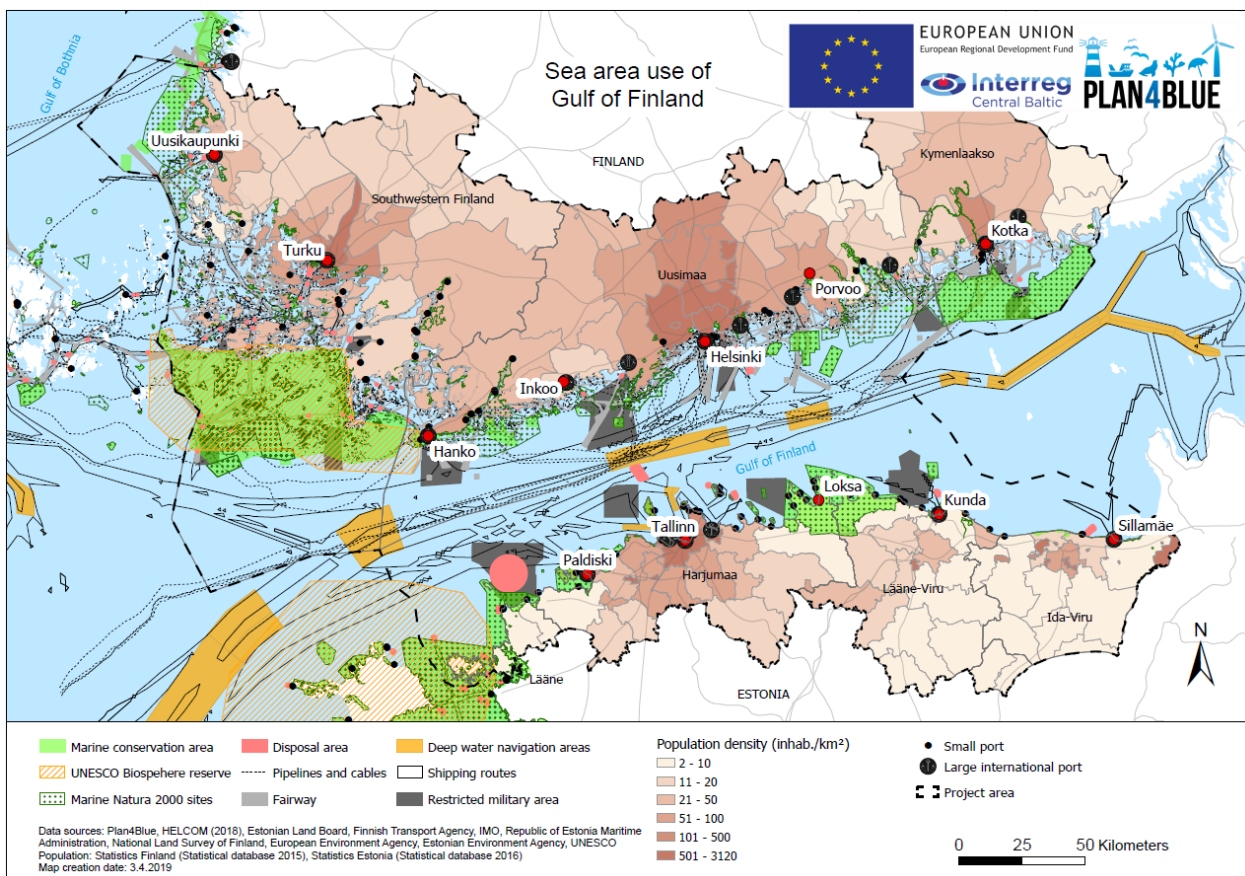 Sea area use of
Gulf of Finland
EUROPEAN UNION
European Regional Development Fund
Interreg
Central Baltic
PLAN4BLUE
Gulf of Bothnia
Uusikaupunki
FINLAND
Kymenlaakso
Southwestern Finland
Turku
Uusimaa
Porvoo
Kotka
Helsinki
Inkoo
Hanko
Gulf of Finland
Loksa
Kunda
Tallinn
Sillamäe
Paldiski
Harjumaa
Lääne-Viru
Ida-Viru
Lääne
ESTONIA
N
Marine conservation area
UNESCO Biospehere reserve
Marine Natura 2000 sites
Disposal area
Pipelines and cables
Fairway
Deep water navigation areas
Shipping routes
Restricted military area
Population density (inhab./km²)
2 - 10
11 - 20
21 - 50
51 - 100
101 - 500
501 - 3120
Small port
Large international port
Project area
Data sources: Plan4Blue, HELCOM (2018), Estonian Land Board, Finnish Transport Agency, IMO, Republic of Estonia Maritime
Administration, National Land Survey of Finland, European Environment Agency, Estonian Environment Agency, UNESCO
Population: Statistics Finland (Statistical database 2015), Statistics Estonia (Statistical database 2016)
Map creation date: 3.4.2019
0 25 50 Kilometers